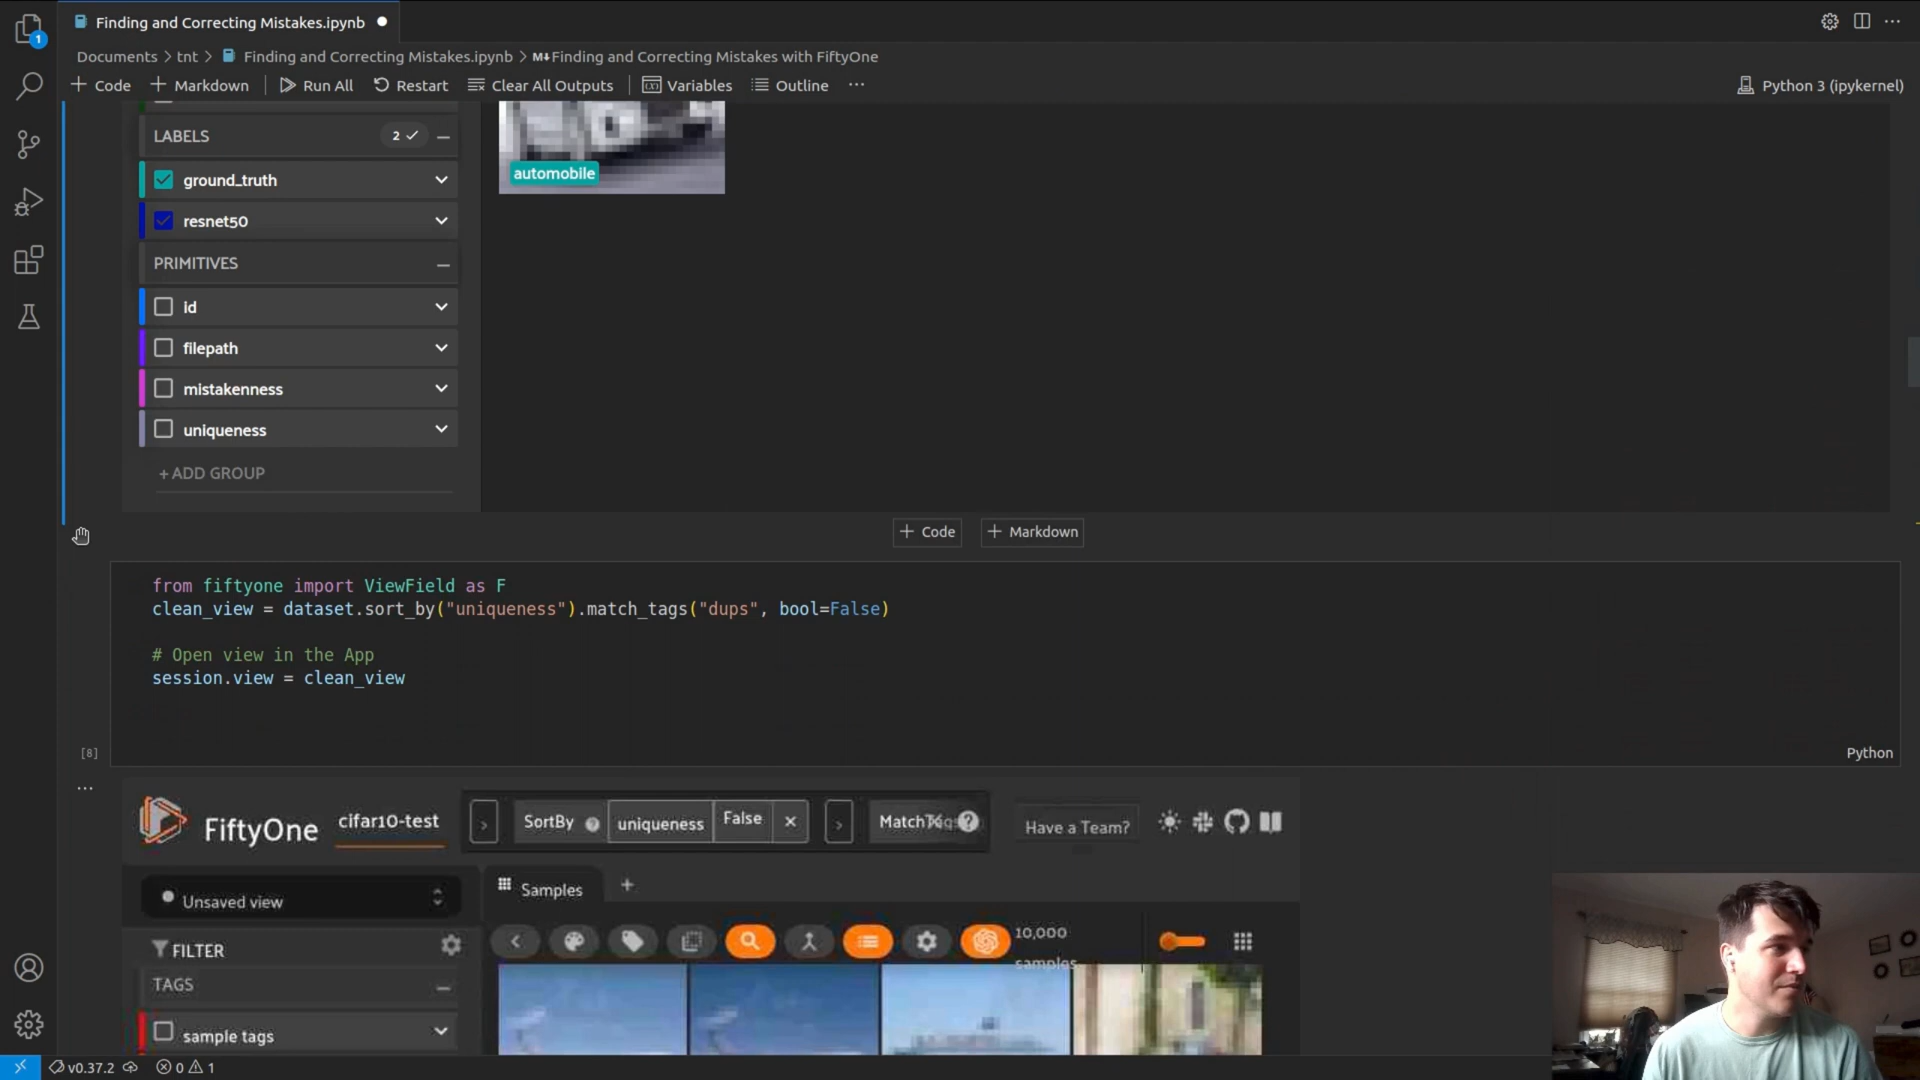 Finding and Correcting Mistakes.ipynb
1
Documents > tnt > Finding and Correcting Mistakes.ipynb > M↓Finding and Correcting Mistakes with FiftyOne
+ Code + Markdown Run All Restart Clear All Outputs Variables Outline ... Python 3 (ipykernel)
LABELS 2
automobile
ground_truth
resnet50
PRIMITIVES
id
filepath
mistakenness
uniqueness
+ ADD GROUP
+ Code + Markdown
from fiftyone import ViewField as F
clean_view = dataset.sort_by("uniqueness").match_tags("dups", bool=False)
# Open view in the App
session.view = clean_view
[8] Python
...
FiftyOne cifar10-test > SortBy ? uniqueness False × > ? Have a Team?
Unsaved view Samples +
FILTER 10,000
samples
TAGS
sample tags
v0.37.2 0 1